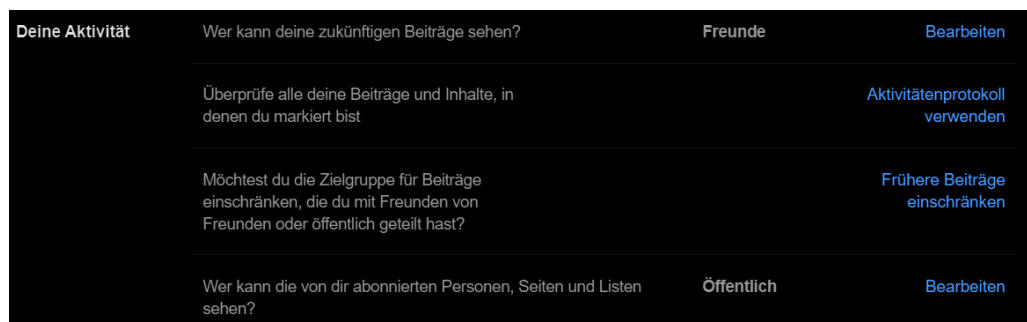 Deine Aktivität
Wer kann deine zukünftigen Beiträge sehen?
Freunde
Bearbeiten
Überprüfe alle deine Beiträge und Inhalte, in
denen du markiert bist
Aktivitätenprotokoll
verwenden
Möchtest du die Zielgruppe für Beiträge
einschränken, die du mit Freunden von
Freunden oder öffentlich geteilt hast?
Frühere Beiträge
einschränken
Wer kann die von dir abonnierten Personen, Seiten und Listen
sehen?
Öffentlich
Bearbeiten